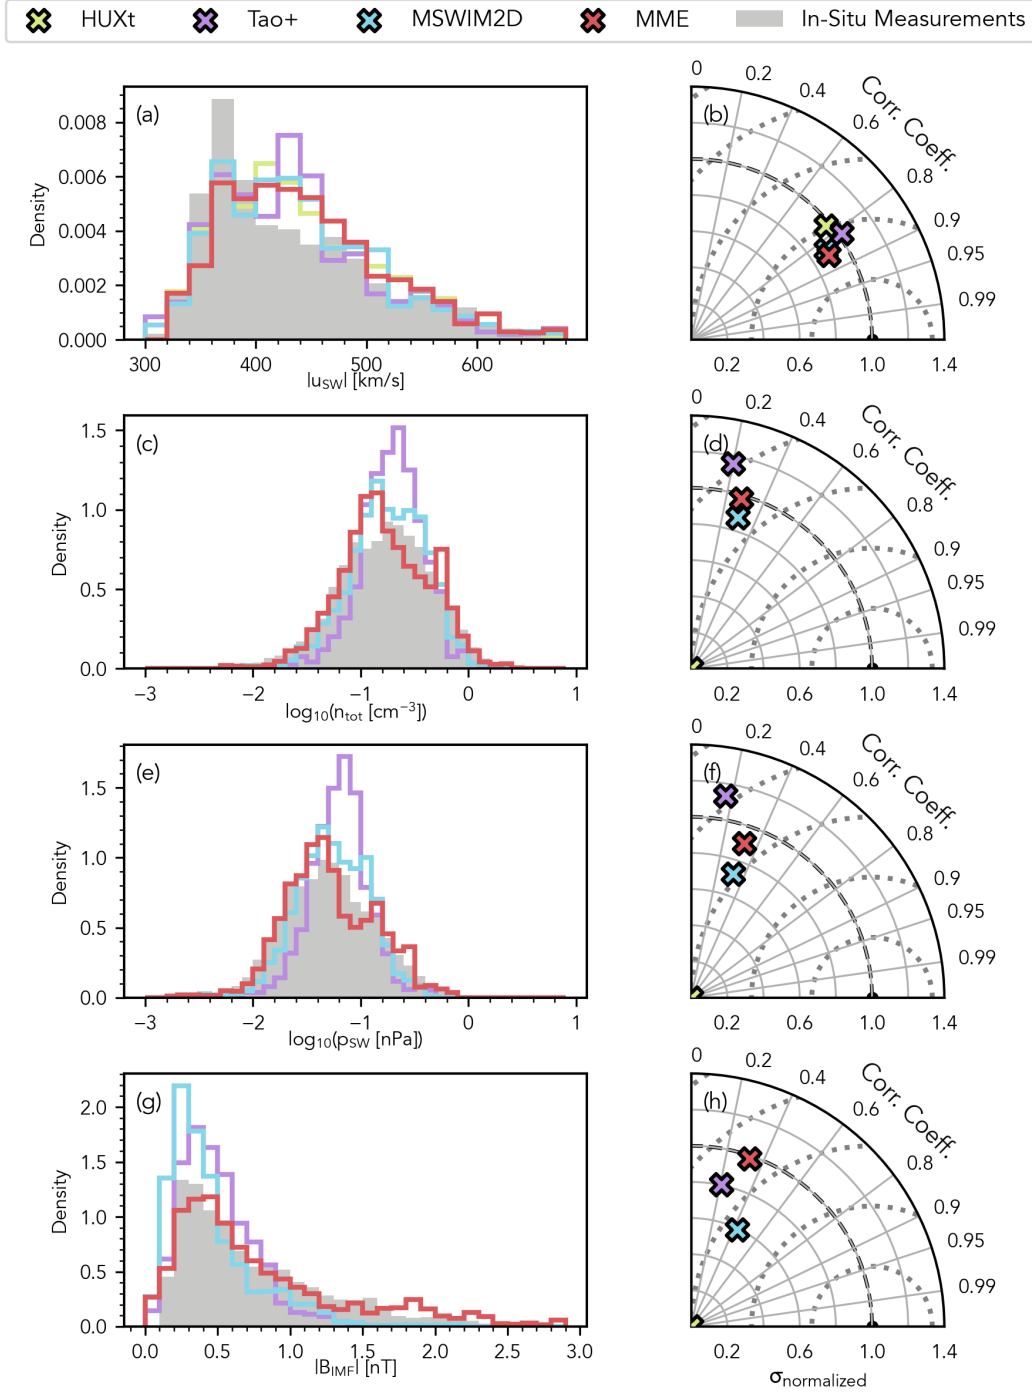 HUXt Tao+ MSWIM2D MME In-Situ Measurements
(a)
0.008
0.006
0.004
0.002
0.000
Density
300 400 500 600
|u_SW| [km/s]
(b)
0 0.2 0.4 0.6 0.8 0.9 0.95 0.99
Corr. Coeff.
0.2 0.6 1.0 1.4
(c)
1.5
1.0
0.5
0.0
Density
−3 −2 −1 0 1
log₁₀(n_tot [cm⁻³])
(d)
0 0.2 0.4 0.6 0.8 0.9 0.95 0.99
Corr. Coeff.
0.2 0.6 1.0 1.4
(e)
1.5
1.0
0.5
0.0
Density
−3 −2 −1 0 1
log₁₀(p_SW [nPa])
(f)
0 0.2 0.4 0.6 0.8 0.9 0.95 0.99
Corr. Coeff.
0.2 0.6 1.0 1.4
(g)
2.0
1.5
1.0
0.5
0.0
Density
0.0 0.5 1.0 1.5 2.0 2.5 3.0
|B_IMF| [nT]
(h)
0 0.2 0.4 0.6 0.8 0.9 0.95 0.99
Corr. Coeff.
0.2 0.6 1.0 1.4
σ_normalized